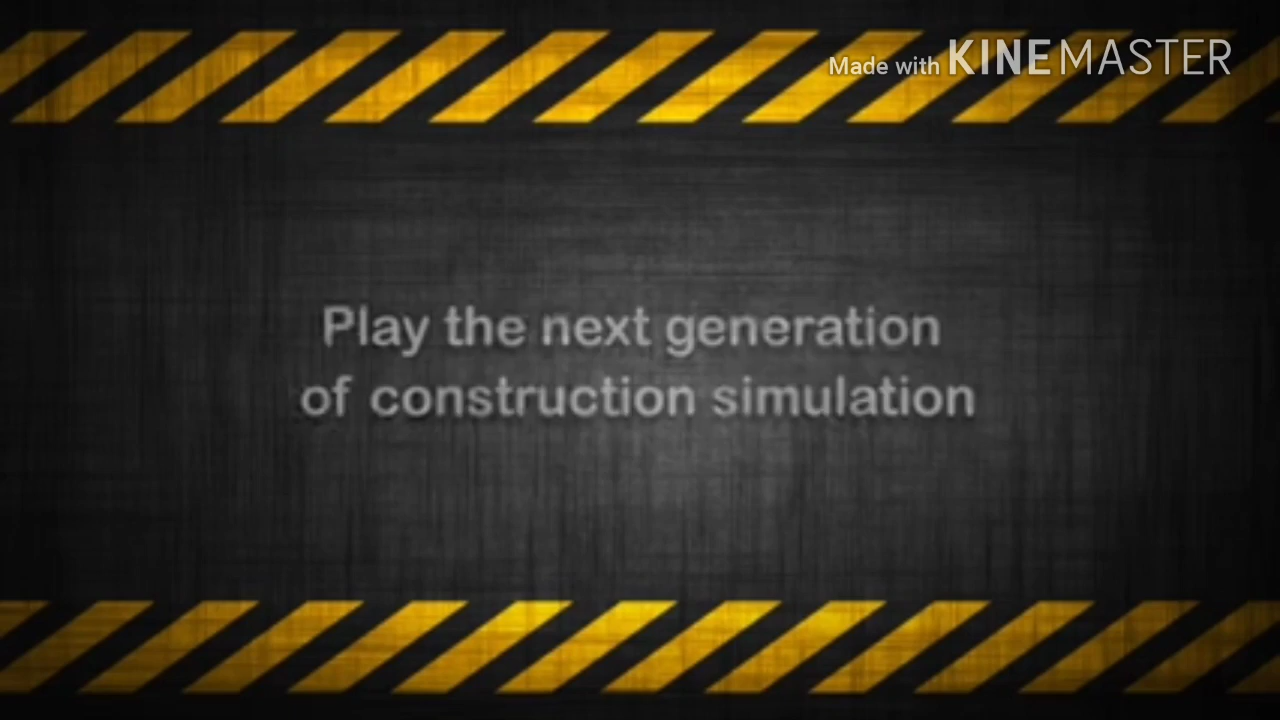 Made with KINEMASTER
Play the next generation
of construction simulation